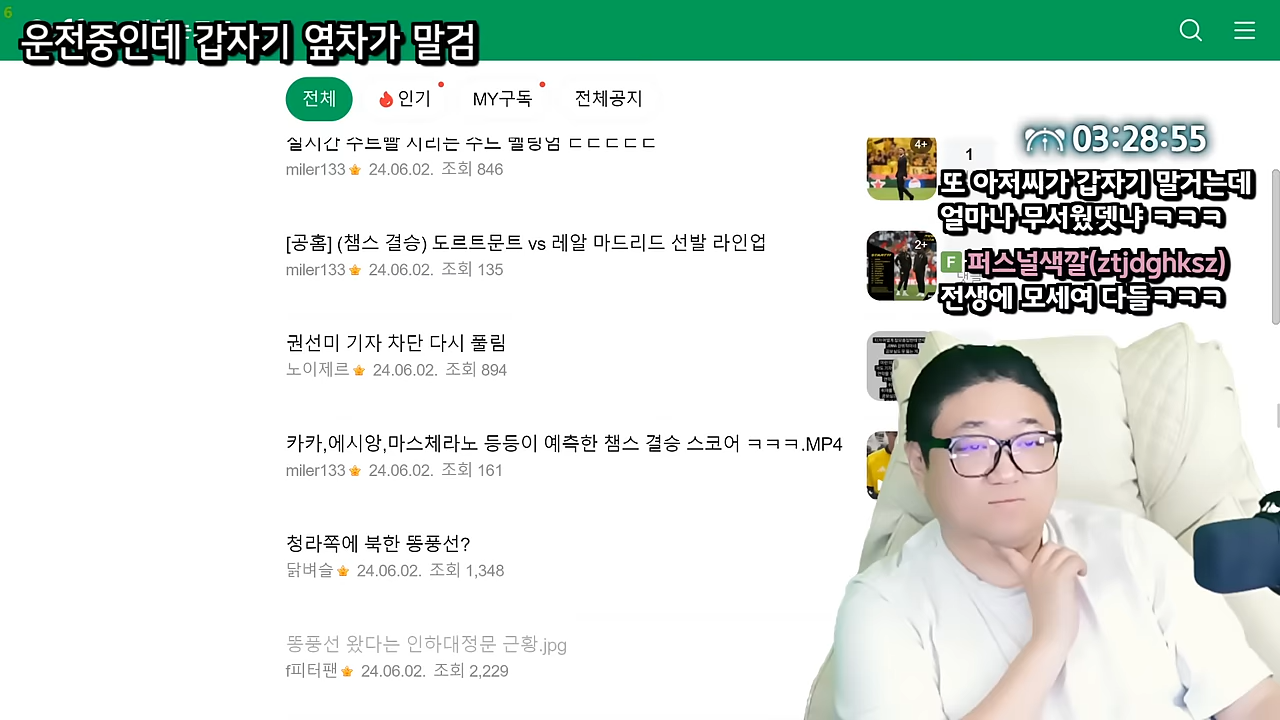 6
운전중인데 갑자기 옆차가 말검
전체
인기
MY구독
전체공지
miler133 24.06.02. 조회 846
4+
1
03:28:55
또 아저씨가 갑자기 말거는데
얼마나 무서웠뎃냐 ㅋㅋㅋ
F 퍼스널색깔(ztjdghksz)
전생에 모세여 다들ㅋㅋㅋ
[공홈] (챔스 결승) 도르트문트 vs 레알 마드리드 선발 라인업
miler133 24.06.02. 조회 135
2+
댓글
권선미 기자 차단 다시 풀림
노이제르 24.06.02. 조회 894
카카,에시앙,마스체라노 등등이 예측한 챔스 결승 스코어 ㅋㅋㅋ.MP4
miler133 24.06.02. 조회 161
청라쪽에 북한 똥풍선?
닭벼슬 24.06.02. 조회 1,348
똥풍선 왔다는 인하대정문 근황.jpg
f피터팬 24.06.02. 조회 2,229